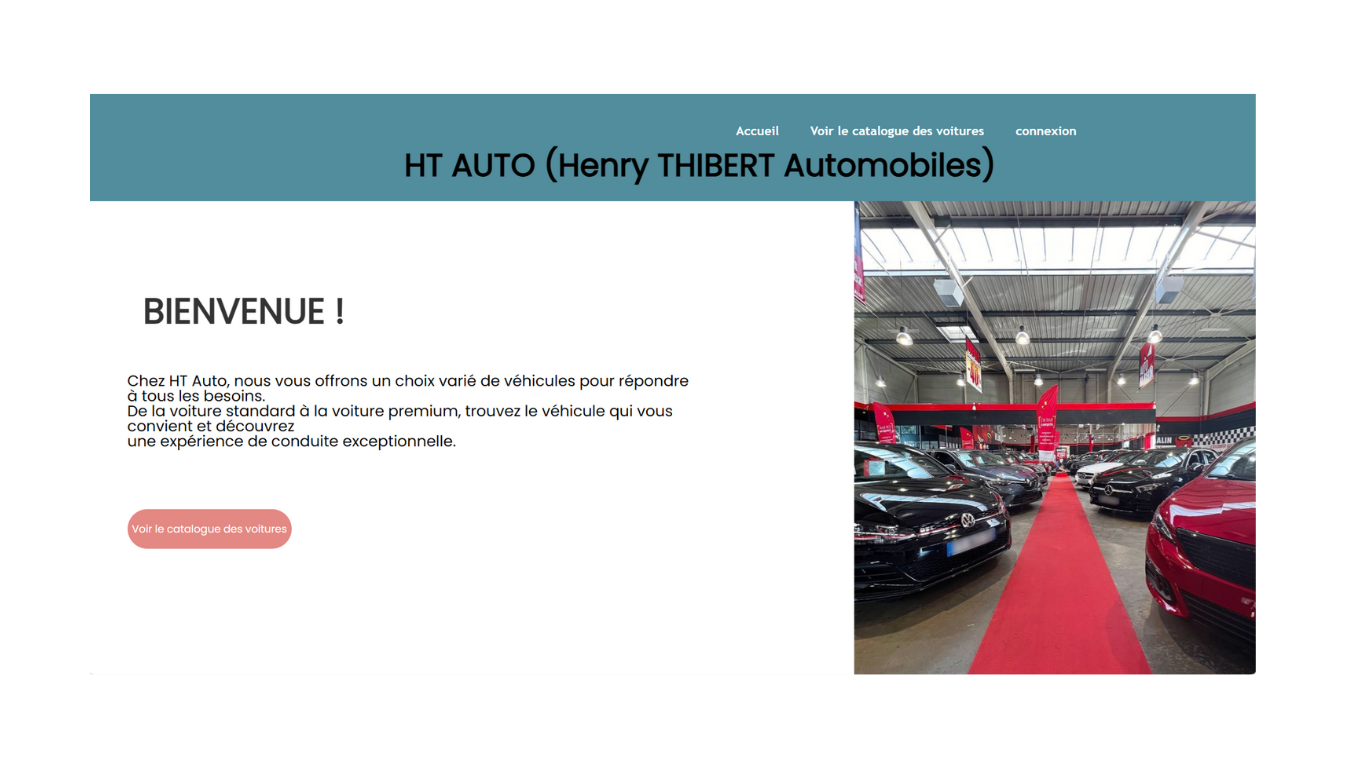 Accueil Voir le catalogue des voitures connexion
HT AUTO (Henry THIBERT Automobiles)
BIENVENUE !
Chez HT Auto, nous vous offrons un choix varié de véhicules pour répondre
à tous les besoins.
De la voiture standard à la voiture premium, trouvez le véhicule qui vous
convient et découvrez
une expérience de conduite exceptionnelle.
Voir le catalogue des voitures